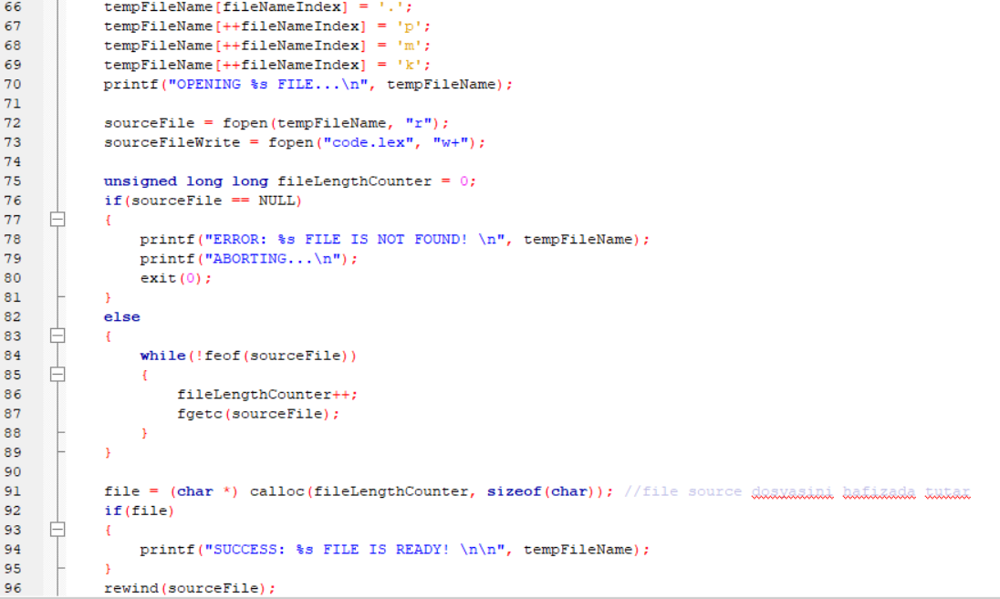 66 tempFileName[fileNameIndex] = '.';
67 tempFileName[++fileNameIndex] = 'p';
68 tempFileName[++fileNameIndex] = 'm';
69 tempFileName[++fileNameIndex] = 'k';
70 printf("OPENING %s FILE...\n", tempFileName);
71
72 sourceFile = fopen(tempFileName, "r");
73 sourceFileWrite = fopen("code.lex", "w+");
74
75 unsigned long long fileLengthCounter = 0;
76 if(sourceFile == NULL)
77 {
78 printf("ERROR: %s FILE IS NOT FOUND! \n", tempFileName);
79 printf("ABORTING...\n");
80 exit(0);
81 }
82 else
83 {
84 while(!feof(sourceFile))
85 {
86 fileLengthCounter++;
87 fgetc(sourceFile);
88 }
89 }
90
91 file = (char *) calloc(fileLengthCounter, sizeof(char)); //file source dosyasini hafizada tutar
92 if(file)
93 {
94 printf("SUCCESS: %s FILE IS READY! \n\n", tempFileName);
95 }
96 rewind(sourceFile);